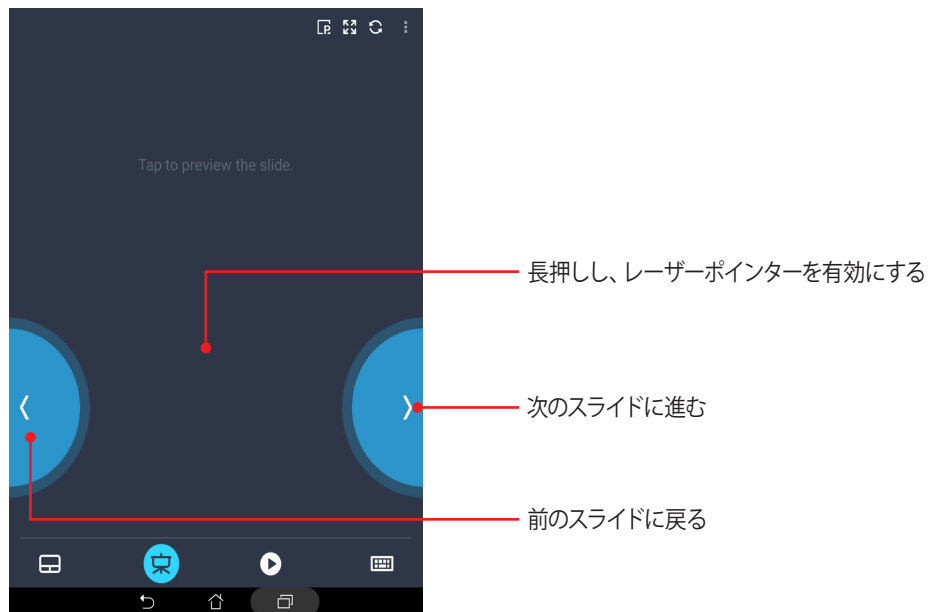 Tap to preview the slide.
長押しし、レーザーポインターを有効にする
次のスライドに進む
前のスライドに戻る